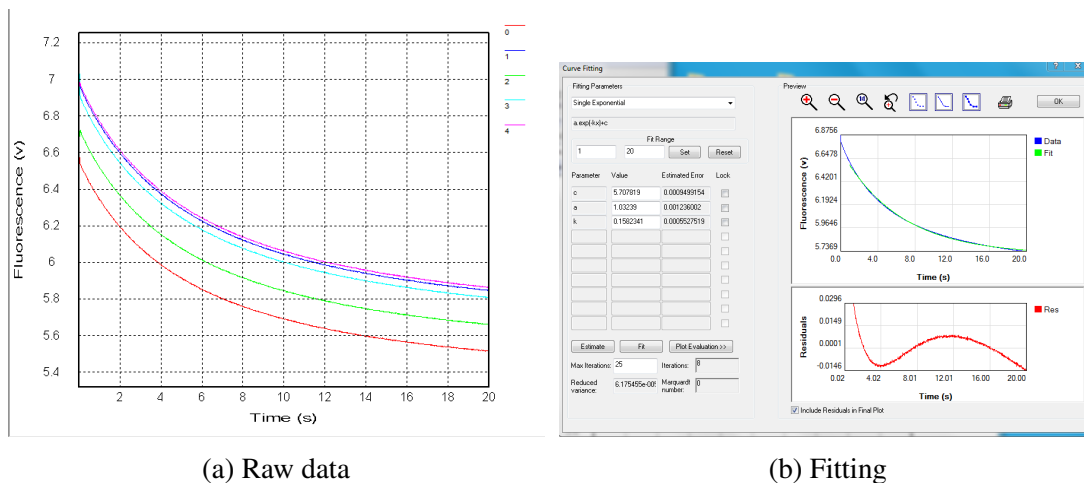 7.2
7
6.8
6.6
6.4
6.2
6
5.8
5.6
5.4
Fluorescence (v)
2 4 6 8 10 12 14 16 18 20
Time (s)
0
1
2
3
4
(a) Raw data
Curve Fitting
Fitting Parameters
Single Exponential
a.exp(-kx)+c
Fit Range
1 20 Set Reset
Parameter Value Estimated Error Lock
c 5.707819 0.0009499154
a 1.03239 0.001236002
k 0.1582341 0.0005527519
Estimate Fit Plot Evaluation >>
Max Iterations: 25 Iterations: 8
Reduced variance: 6.175455e-005 Marquardt number: 0
Preview
OK
6.8756
6.6478
6.4201
6.1924
5.9646
5.7369
Fluorescence (v)
0.0 4.0 8.0 12.0 16.0 20.0
Time (s)
Data
Fit
0.0296
0.0149
0.0001
-0.0146
Residuals
0.02 4.02 8.01 12.01 16.00 20.00
Time (s)
Res
Include Residuals in Final Plot
(b) Fitting